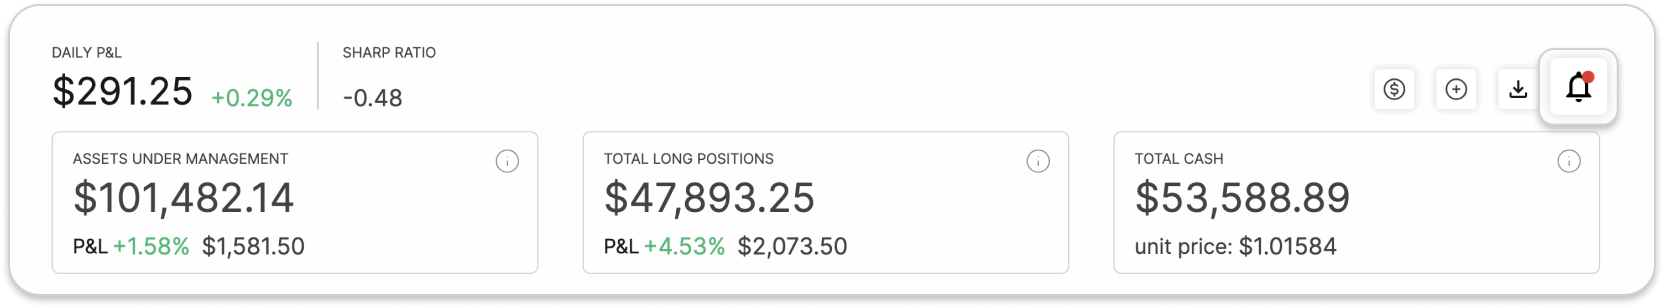 DAILY P&L
$291.25 +0.29%
SHARP RATIO
-0.48
ASSETS UNDER MANAGEMENT
$101,482.14
P&L +1.58% $1,581.50
TOTAL LONG POSITIONS
$47,893.25
P&L +4.53% $2,073.50
TOTAL CASH
$53,588.89
unit price: $1.01584